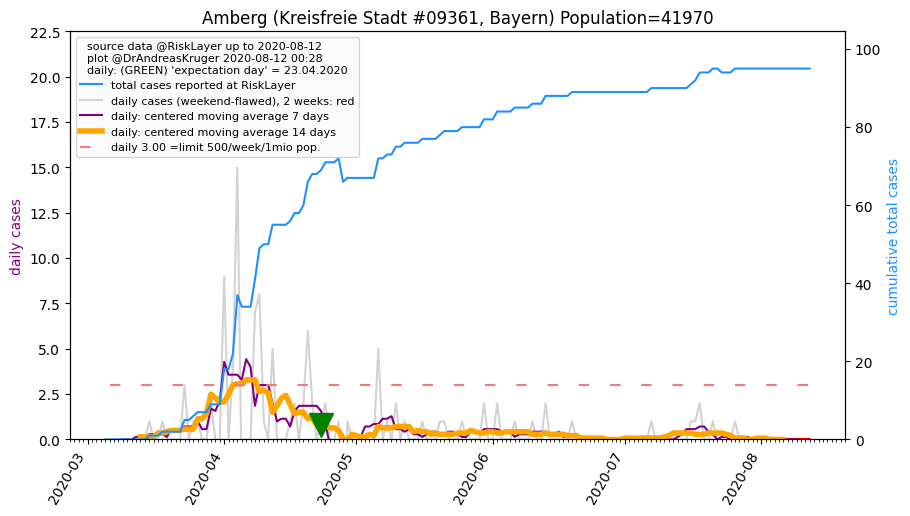 Amberg (Kreisfreie Stadt #09361, Bayern) Population=41970
source data @RiskLayer up to 2020-08-12
plot @DrAndreasKruger 2020-08-12 00:28
daily: (GREEN) 'expectation day' = 23.04.2020
total cases reported at RiskLayer
daily cases (weekend-flawed), 2 weeks: red
daily: centered moving average 7 days
daily: centered moving average 14 days
daily 3.00 =limit 500/week/1mio pop.
daily cases
22.5
20.0
17.5
15.0
12.5
10.0
7.5
5.0
2.5
0.0
100
80
60
40
20
0
cumulative total cases
2020-03
2020-04
2020-05
2020-06
2020-07
2020-08